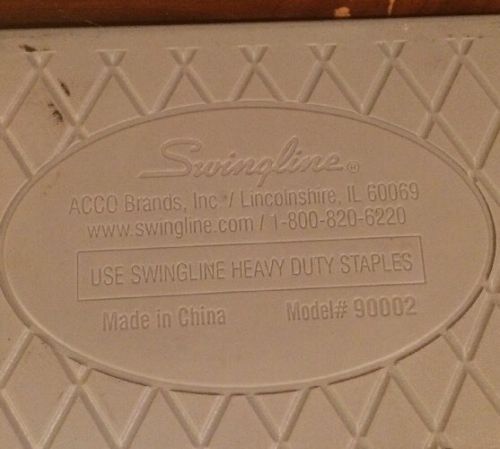 Swingline®
ACCO Brands, Inc. / Lincolnshire, IL 60069
www.swingline.com / 1-800-820-6220
USE SWINGLINE HEAVY DUTY STAPLES
Made in China Model# 90002